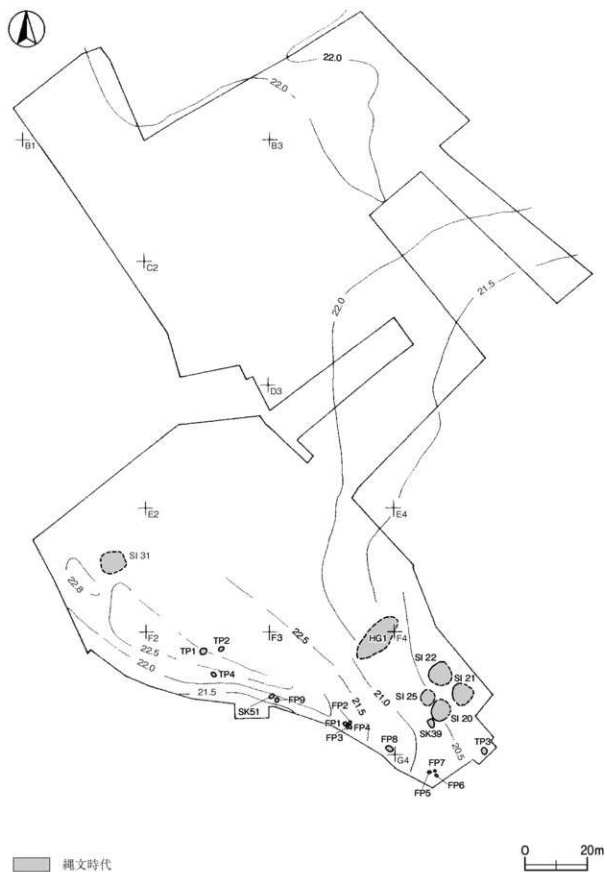 22.0
22.0
B1
B3
C2
21.5
22.0
D3
E2
E4
SI 31
22.8
F2
22.5
TP1
TP2
F3
22.5
HG1
F4
22.0
TP4
SI 22
SI 21
21.5
SK51
FP9
FP2
21.5
21.0
SI 25
SI 20
FP1
FP4
FP3
SK39
FP8
G4
20.5
TP3
FP7
FP5
FP6
縄文時代
0 20m